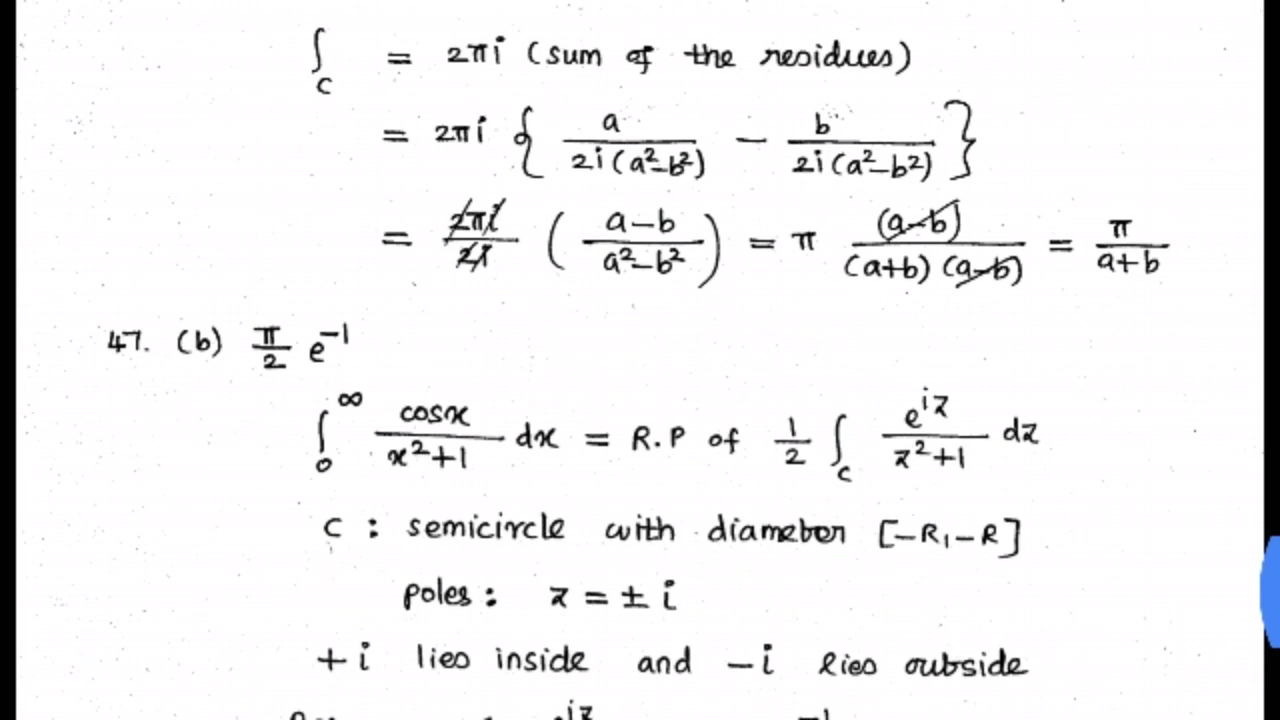 ∫_C = 2πi (sum of the residues)
= 2πi { a/(2i(a²-b²)) - b/(2i(a²-b²)) }
= 2πi/2i ( (a-b)/(a²-b²) ) = π (a-b)/((a+b)(a-b)) = π/(a+b)
47. (b) π/2 e⁻¹
∫₀^∞ cosx/(x²+1) dx = R.P of 1/2 ∫_C e^{iz}/(z²+1) dz
C : semicircle with diameter [-R, -R]
poles : z = ± i
+i lies inside and -i lies outside